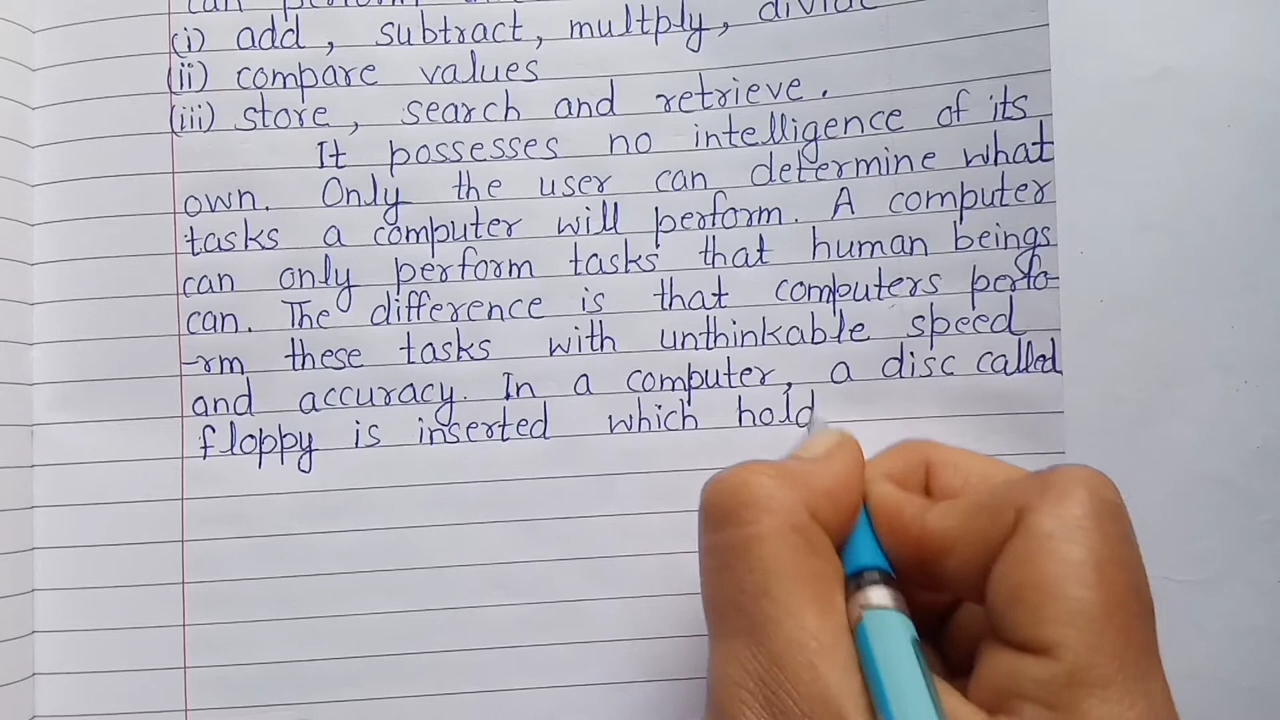 can perform
(i) add, subtract, multply, divide
(ii) compare values
(iii) store, search and retrieve.
It possesses no intelligence of its
own. Only the user can determine what
tasks a computer will perform. A computer
can only perform tasks that human beings
can. The difference is that computers perfo-
-rm these tasks with unthinkable speed
and accuracy. In a computer, a disc called
floppy is inserted which hold